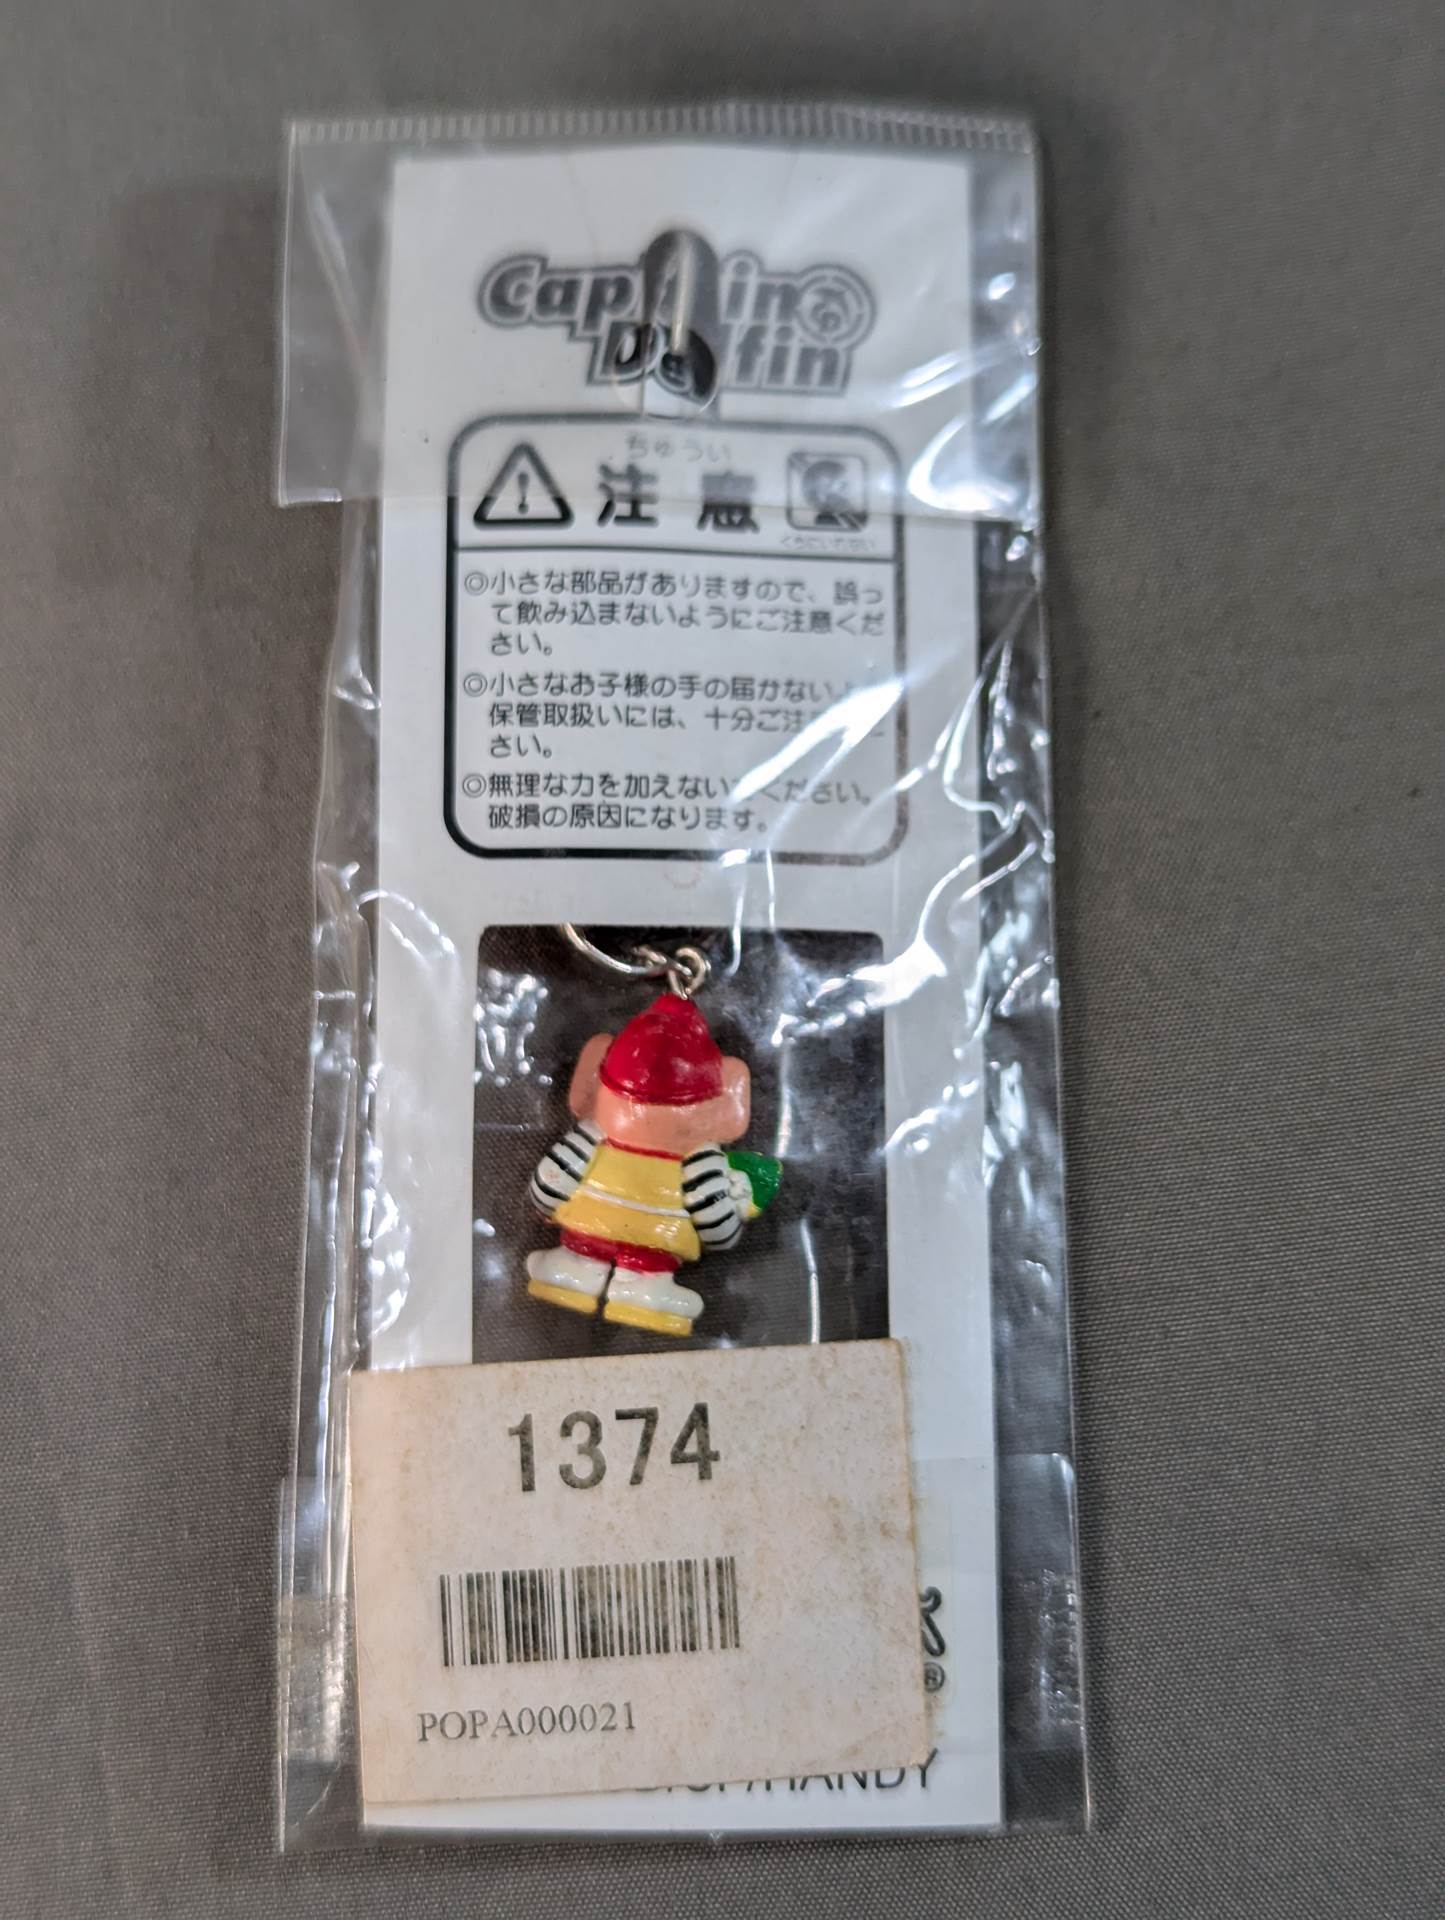 Captain
Dolfin
ちゅうい
注意
くちにいれない
◎小さな部品がありますので、誤っ
て飲み込まないようにご注意くだ
さい。
◎小さなお子様の手の届かない
保管取扱いには、十分ご注
さい。
◎無理な力を加えない ください。
破損の原因になります。
1374
POPA000021
®
/HANDY